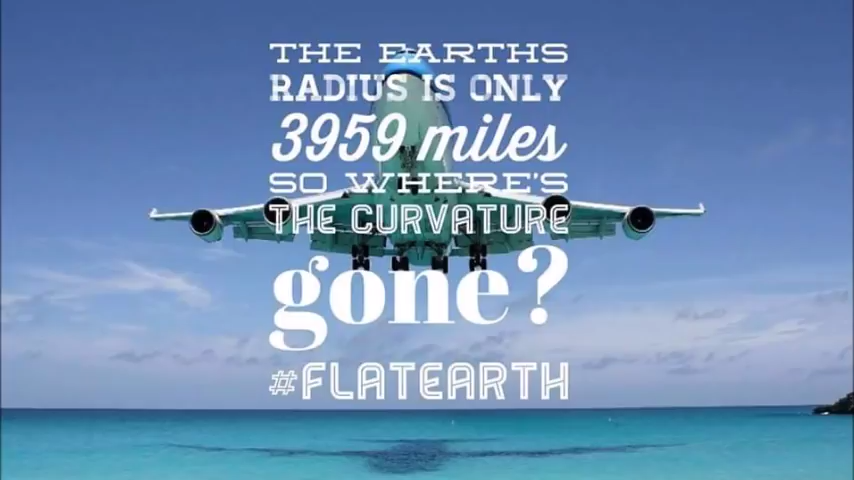 THE EARTHS
RADIUS IS ONLY
3959 miles
SO WHERE'S
THE CURVATURE
gone?
#FLATEARTH